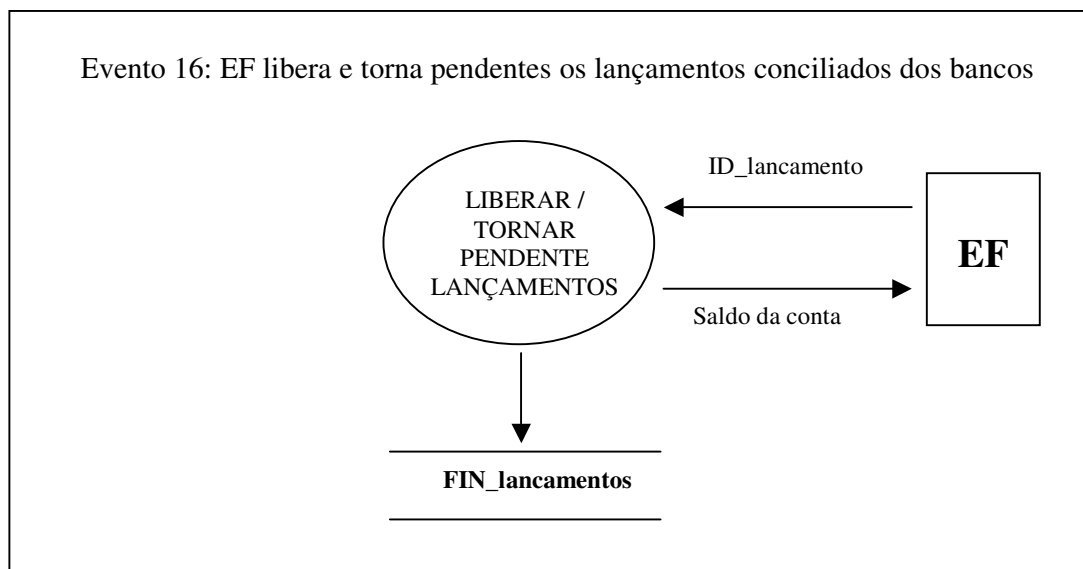 Evento 16: EF libera e torna pendentes os lançamentos conciliados dos bancos
ID_lancamento
LIBERAR /
TORNAR
PENDENTE
LANÇAMENTOS
EF
Saldo da conta
FIN_lancamentos